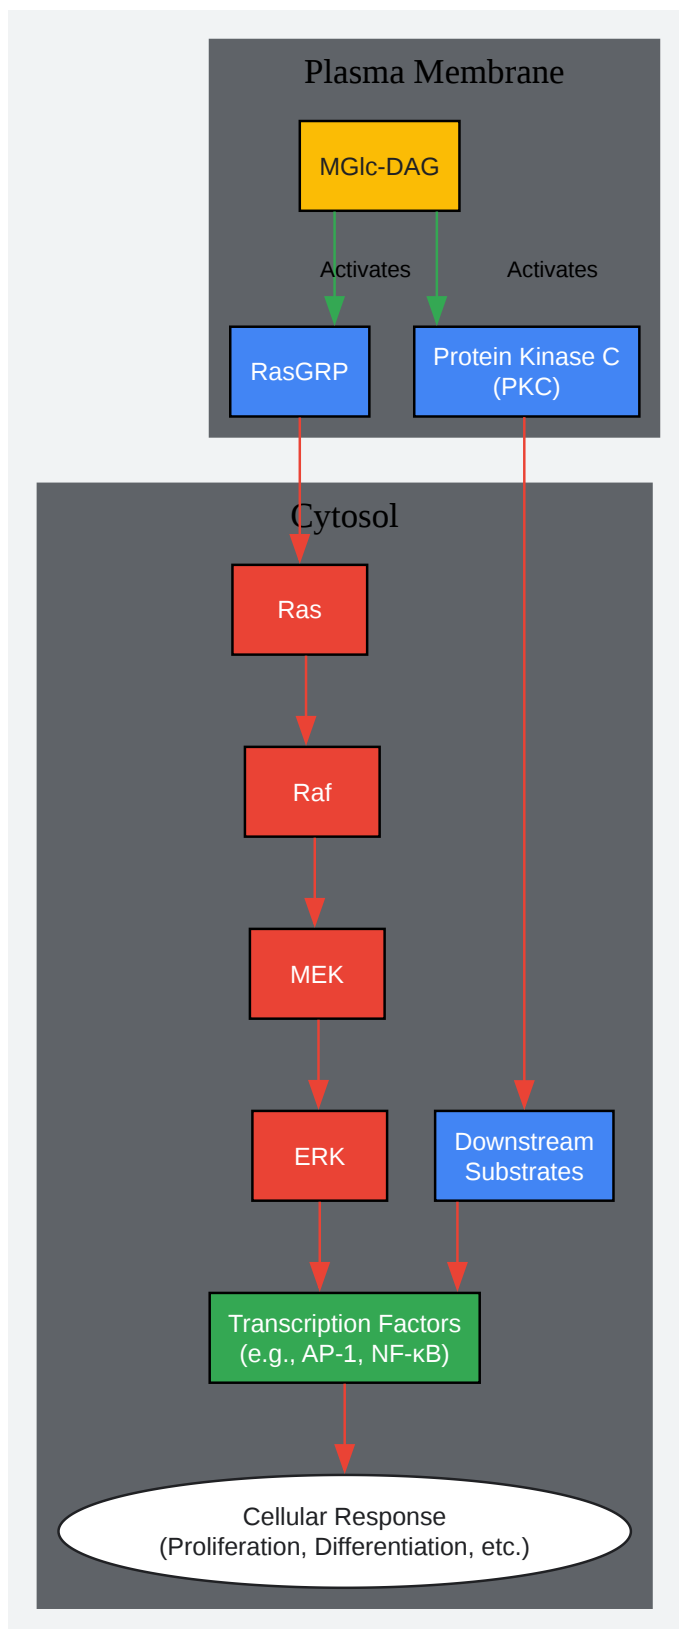 Plasma Membrane
MGlc-DAG
Activates
Activates
RasGRP
Protein Kinase C
(PKC)
Cytosol
Ras
Raf
MEK
ERK
Downstream
Substrates
Transcription Factors
(e.g., AP-1, NF-κB)
Cellular Response
(Proliferation, Differentiation, etc.)